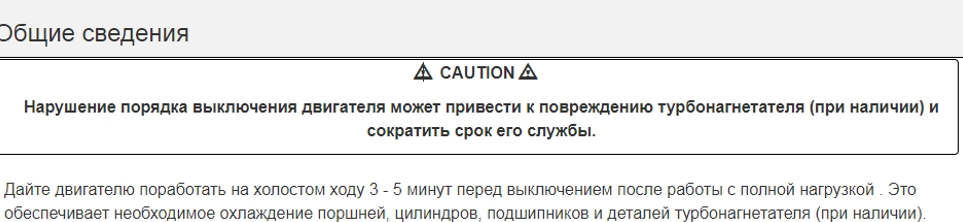 Общие сведения
CAUTION
Нарушение порядка выключения двигателя может привести к повреждению турбонагнетателя (при наличии) и
сократить срок его службы.
Дайте двигателю поработать на холостом ходу 3 - 5 минут перед выключением после работы с полной нагрузкой . Это
обеспечивает необходимое охлаждение поршней, цилиндров, подшипников и деталей турбонагнетателя (при наличии).